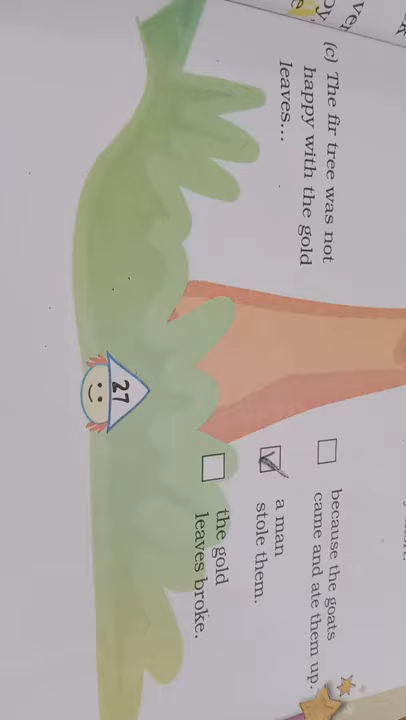 (c) The fir tree was not
happy with the gold
leaves...
because the goats
came and ate them up.
a man
stole them.
the gold
leaves broke.
27